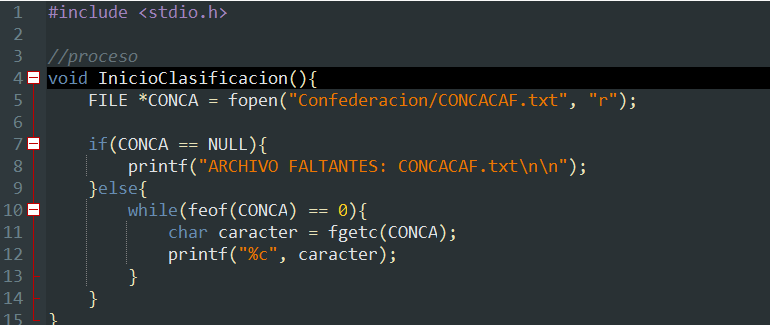 1 #include <stdio.h>
2
3 //proceso
4 void InicioClasificacion(){
5     FILE *CONCA = fopen("Confederacion/CONCACAF.txt", "r");
6
7     if(CONCA == NULL){
8         printf("ARCHIVO FALTANTES: CONCACAF.txt\n\n");
9     }else{
10         while(feof(CONCA) == 0){
11             char caracter = fgetc(CONCA);
12             printf("%c", caracter);
13         }
14     }
15 }